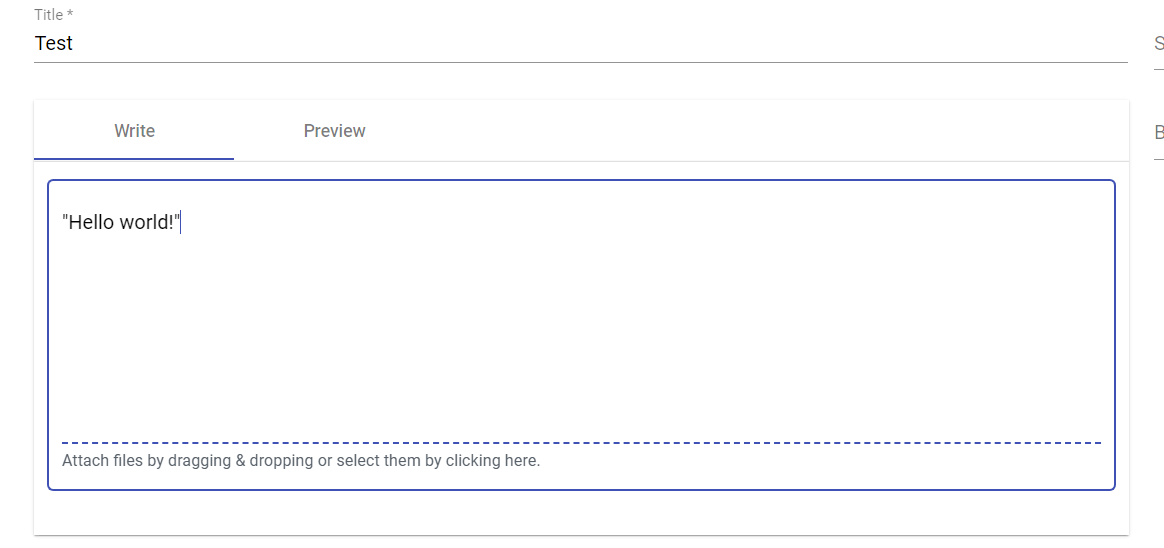 Title *
Test
S
Write
Preview
B
"Hello world!"
Attach files by dragging & dropping or select them by clicking here.